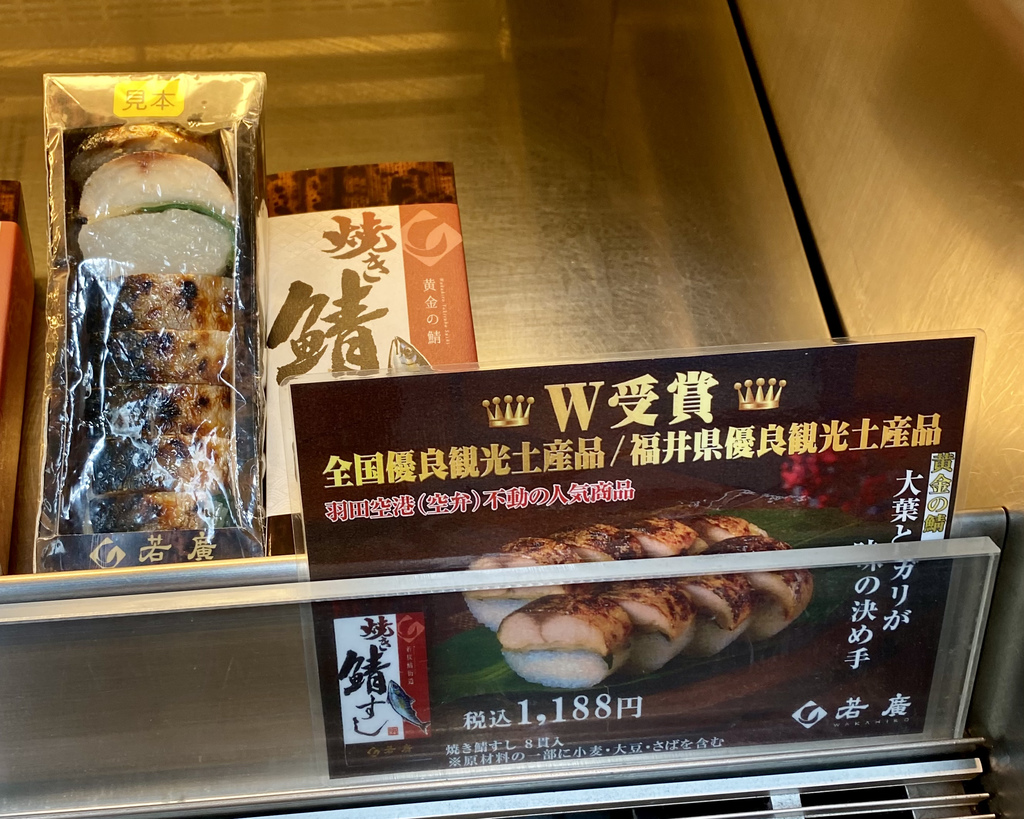 見本
若廣
焼き
鯖
黄金の鯖
W受賞
全国優良観光土産品/福井県優良観光土産品
羽田空港(空弁)不動の人気商品
黄金の鯖
大葉とガリが
味の決め手
焼き
鯖すし
若廣
税込1,188円
焼き鯖すし 8貫入
※原材料の一部に小麦・大豆・さばを含む
若廣
WAKAHIRO